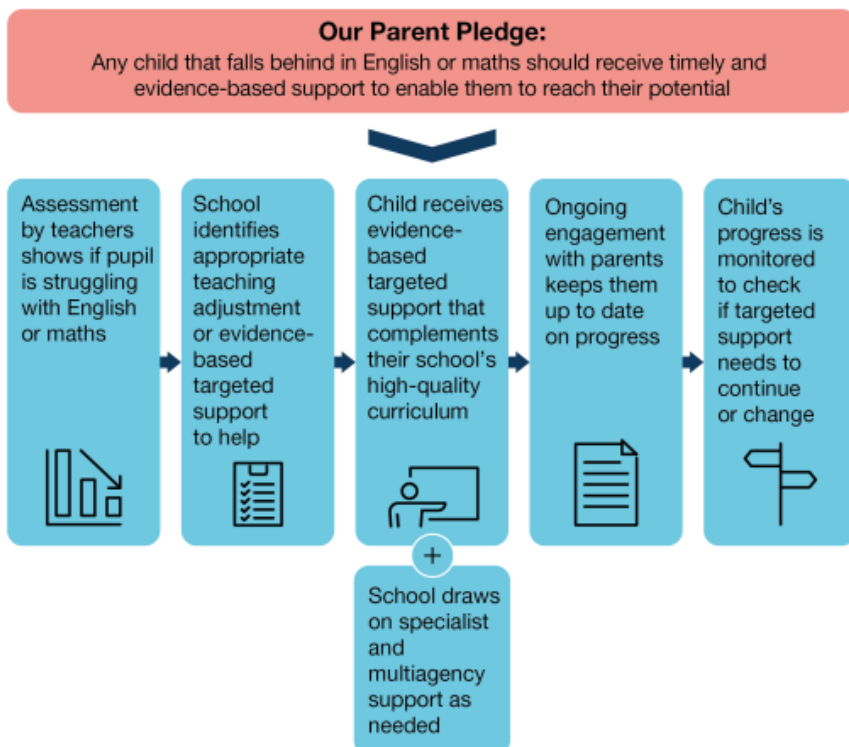 Our Parent Pledge:
Any child that falls behind in English or maths should receive timely and
evidence-based support to enable them to reach their potential
Assessment
by teachers
shows if pupil
is struggling
with English
or maths
School
identifies
appropriate
teaching
adjustment
or evidence-
based
targeted
support
to help
Child receives
evidence-
based
targeted
support that
complements
their school's
high-quality
curriculum
+
School draws
on specialist
and
multiagency
support as
needed
Ongoing
engagement
with parents
keeps them
up to date
on progress
Child's
progress is
monitored
to check
if targeted
support
needs to
continue
or change